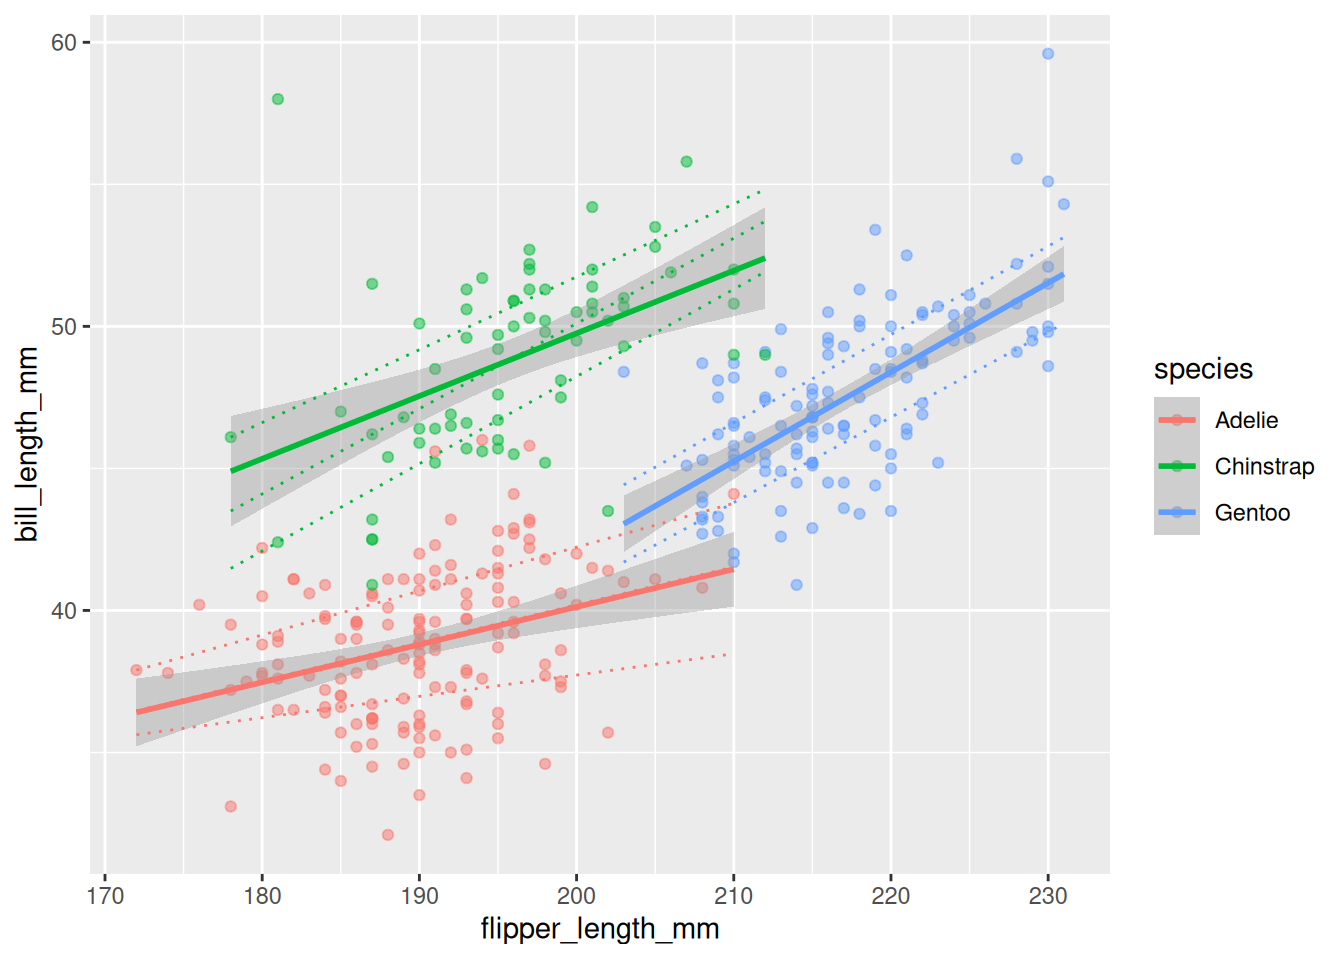 60
50
40
bill_length_mm
170 180 190 200 210 220 230
flipper_length_mm
species
Adelie
Chinstrap
Gentoo